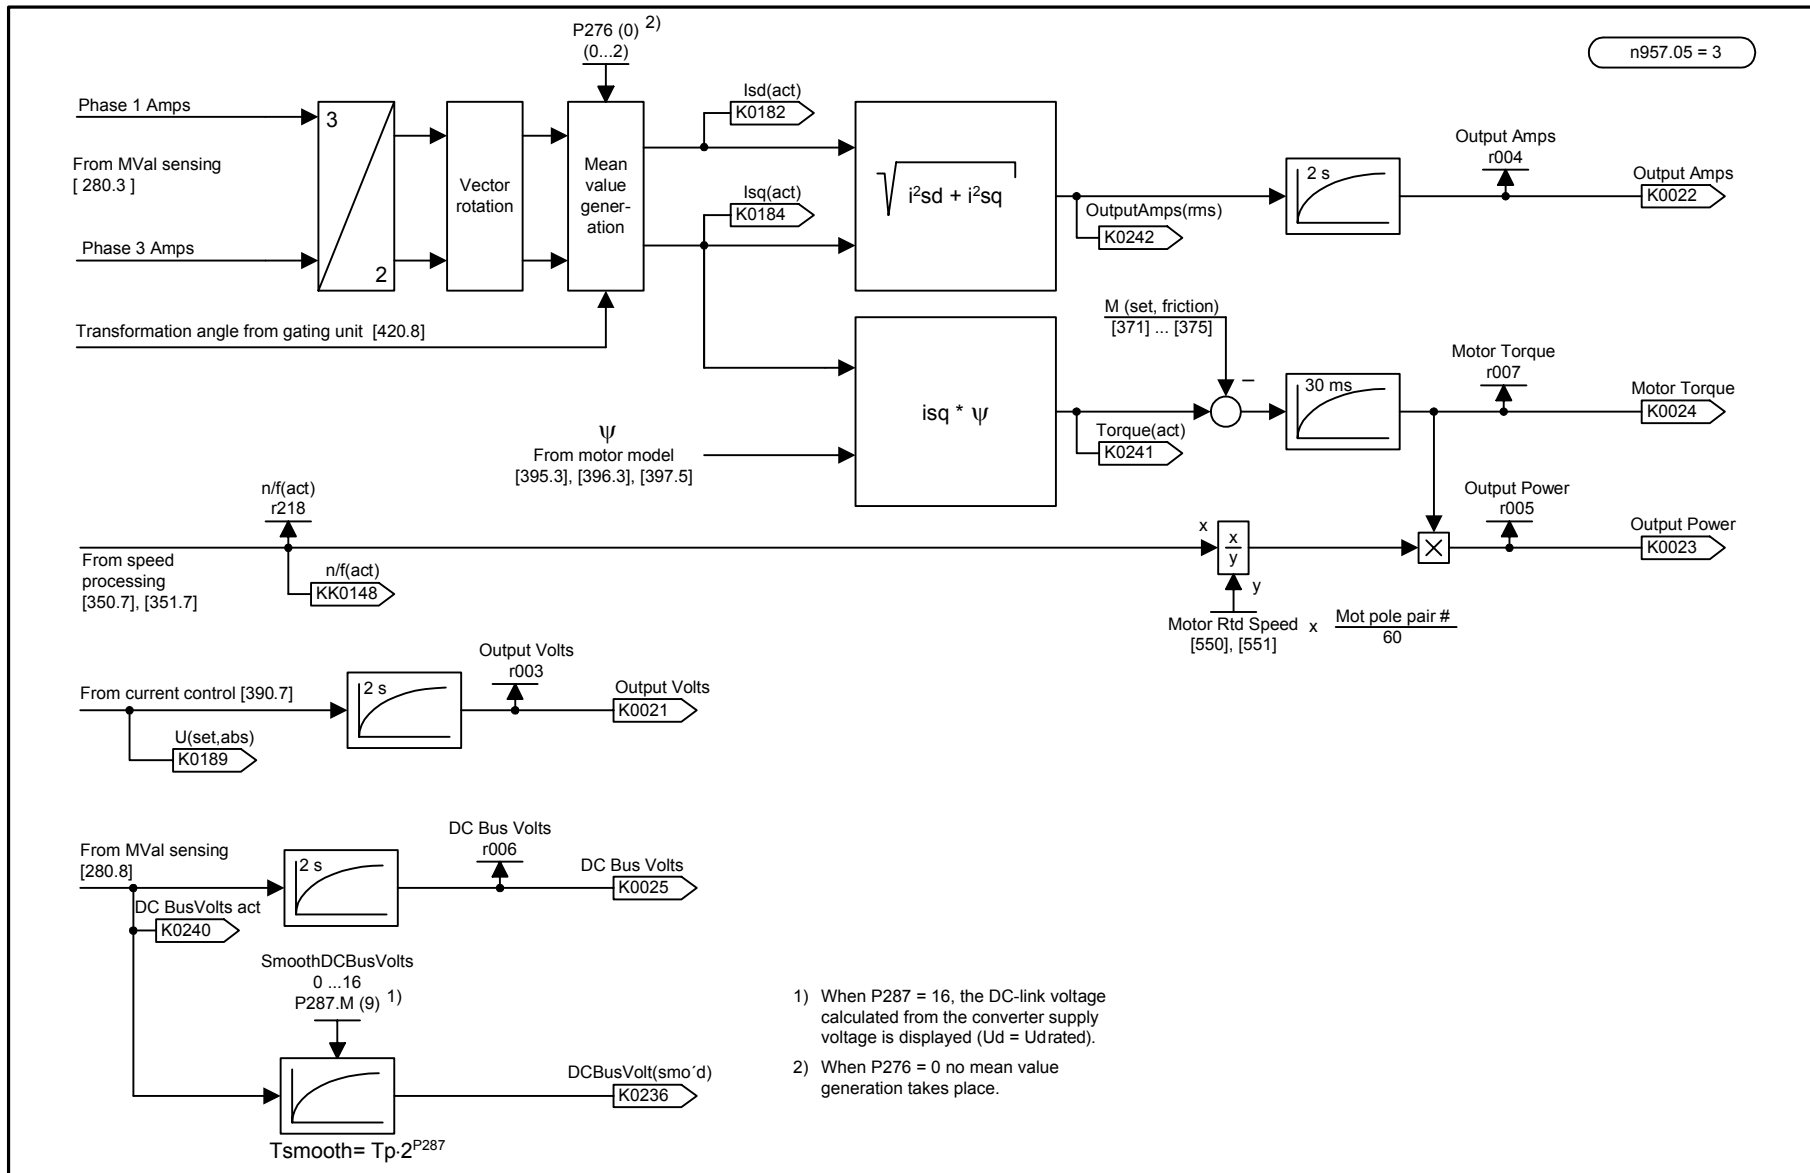 P276 (0) 2)
(0...2)
n957.05 = 3
Phase 1 Amps
3
2
From MVal sensing
[ 280.3 ]
Phase 3 Amps
Vector
rotation
Mean
value
gener-
ation
Transformation angle from gating unit [420.8]
Isd(act)
K0182
Isq(act)
K0184
√ i²sd + i²sq
OutputAmps(rms)
K0242
2 s
Output Amps
r004
Output Amps
K0022
M (set, friction)
[371] ... [375]
–
isq * ψ
ψ
From motor model
[395.3], [396.3], [397.5]
Torque(act)
K0241
30 ms
Motor Torque
r007
Motor Torque
K0024
n/f(act)
r218
From speed
processing
[350.7], [351.7]
n/f(act)
KK0148
x
x
y
y
Motor Rtd Speed x Mot pole pair #
[550], [551]
60
Output Power
r005
Output Power
K0023
From current control [390.7]
U(set,abs)
K0189
2 s
Output Volts
r003
Output Volts
K0021
From MVal sensing
[280.8]
DC BusVolts act
K0240
2 s
DC Bus Volts
r006
DC Bus Volts
K0025
SmoothDCBusVolts
0 ...16
P287.M (9) 1)
DCBusVolt(smo´d)
K0236
Tsmooth= Tp·2^P287
1) When P287 = 16, the DC-link voltage
calculated from the converter supply
voltage is displayed (Ud = Udrated).
2) When P276 = 0 no mean value
generation takes place.